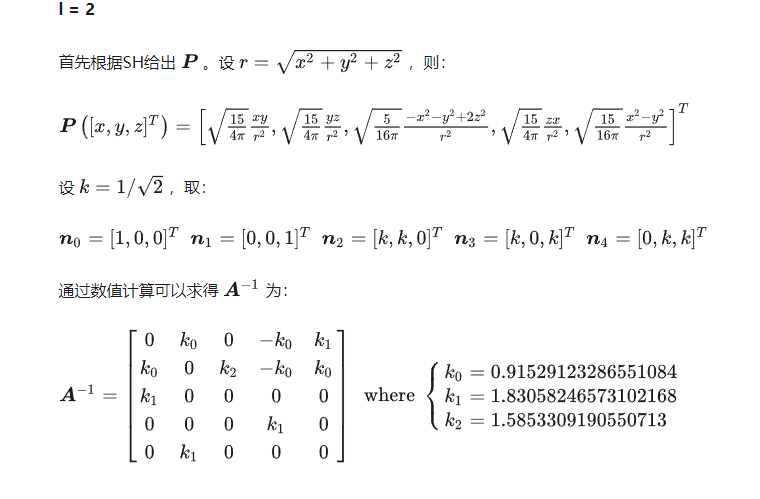 l = 2
首先根据SH给出 P 。设 r = √(x² + y² + z²) ，则：
P([x, y, z]^T) = [√(15/4π) xy/r², √(15/4π) yz/r², √(5/16π) (−x²−y²+2z²)/r², √(15/4π) zx/r², √(15/16π) (x²−y²)/r²]^T
设 k = 1/√2 ，取：
n₀ = [1, 0, 0]^T n₁ = [0, 0, 1]^T n₂ = [k, k, 0]^T n₃ = [k, 0, k]^T n₄ = [0, k, k]^T
通过数值计算可以求得 A⁻¹ 为：
0 k₀ 0 −k₀ k₁
k₀ 0 k₂ −k₀ k₀ k₀ = 0.91529123286551084
A⁻¹ = k₁ 0 0 0 0 where k₁ = 1.83058246573102168
0 0 0 k₁ 0 k₂ = 1.5853309190550713
0 k₁ 0 0 0